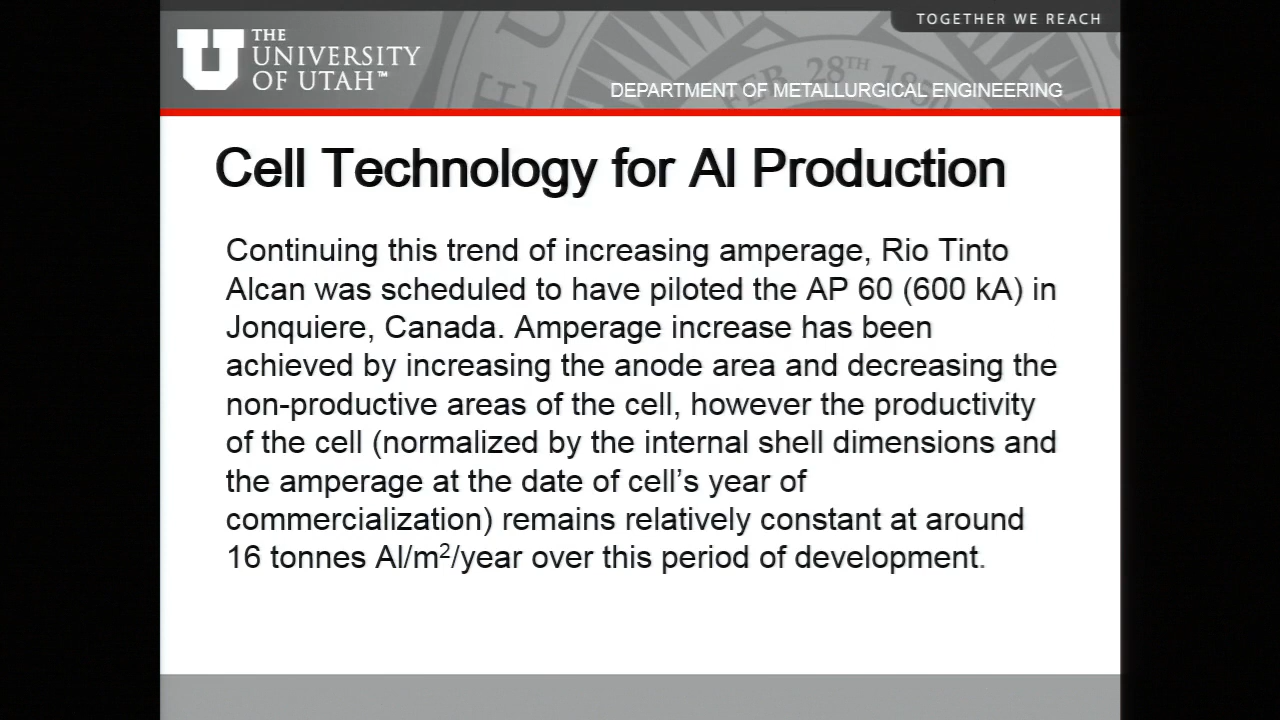 TOGETHER WE REACH
THE
UNIVERSITY
OF UTAH™
FEB 28TH 1850
DEPARTMENT OF METALLURGICAL ENGINEERING
Cell Technology for Al Production
Continuing this trend of increasing amperage, Rio Tinto
Alcan was scheduled to have piloted the AP 60 (600 kA) in
Jonquiere, Canada. Amperage increase has been
achieved by increasing the anode area and decreasing the
non-productive areas of the cell, however the productivity
of the cell (normalized by the internal shell dimensions and
the amperage at the date of cell’s year of
commercialization) remains relatively constant at around
16 tonnes Al/m²/year over this period of development.